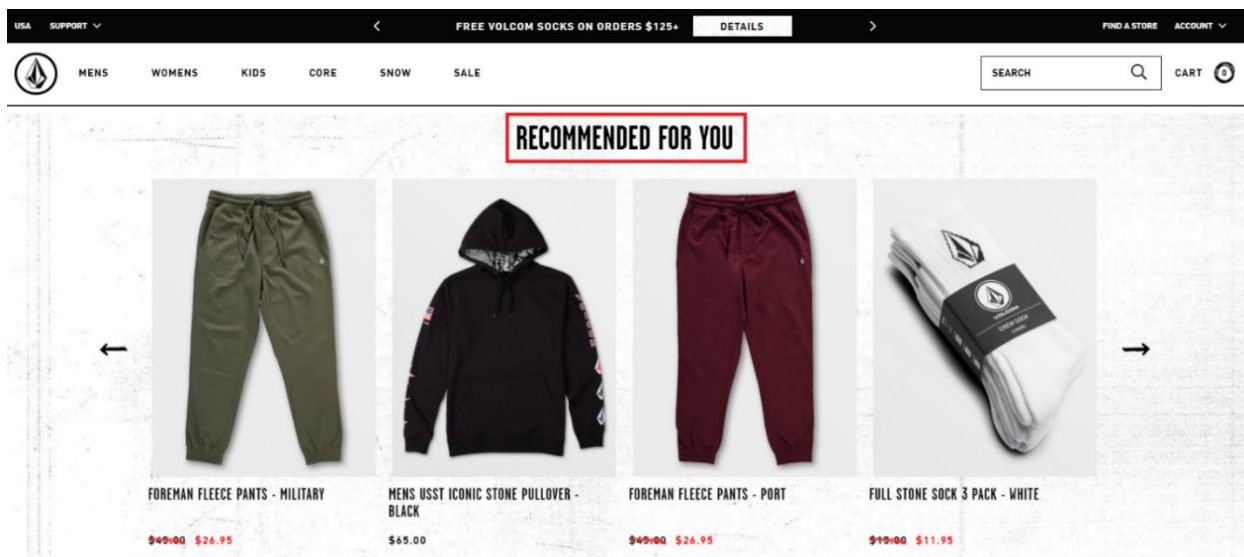 USA SUPPORT
FREE VOLCOM SOCKS ON ORDERS $125+ DETAILS
FIND A STORE ACCOUNT
MENS WOMENS KIDS CORE SNOW SALE
SEARCH
CART 0
RECOMMENDED FOR YOU
VOLCOM
CREW SOCK
FOREMAN FLEECE PANTS - MILITARY
$45.00 $26.95
MENS USST ICONIC STONE PULLOVER -
BLACK
$65.00
FOREMAN FLEECE PANTS - PORT
$45.00 $26.95
FULL STONE SOCK 3 PACK - WHITE
$15.00 $11.95